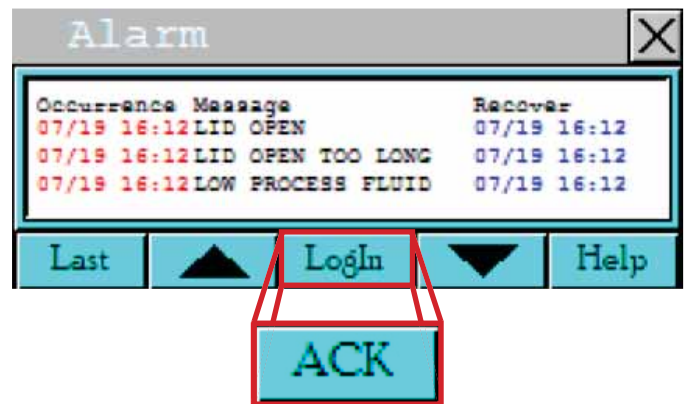 Alarm
Occurrence Message Recover
07/19 16:12 LID OPEN 07/19 16:12
07/19 16:12 LID OPEN TOO LONG 07/19 16:12
07/19 16:12 LOW PROCESS FLUID 07/19 16:12
Last LogIn Help
ACK